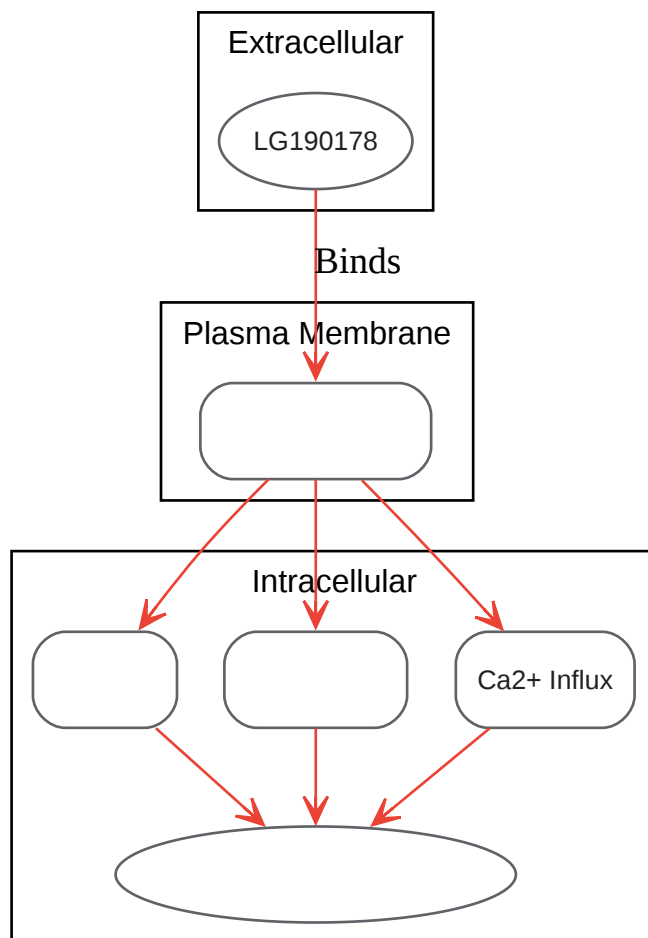 Extracellular
LG190178
Binds
Plasma Membrane
Intracellular
Ca2+ Influx